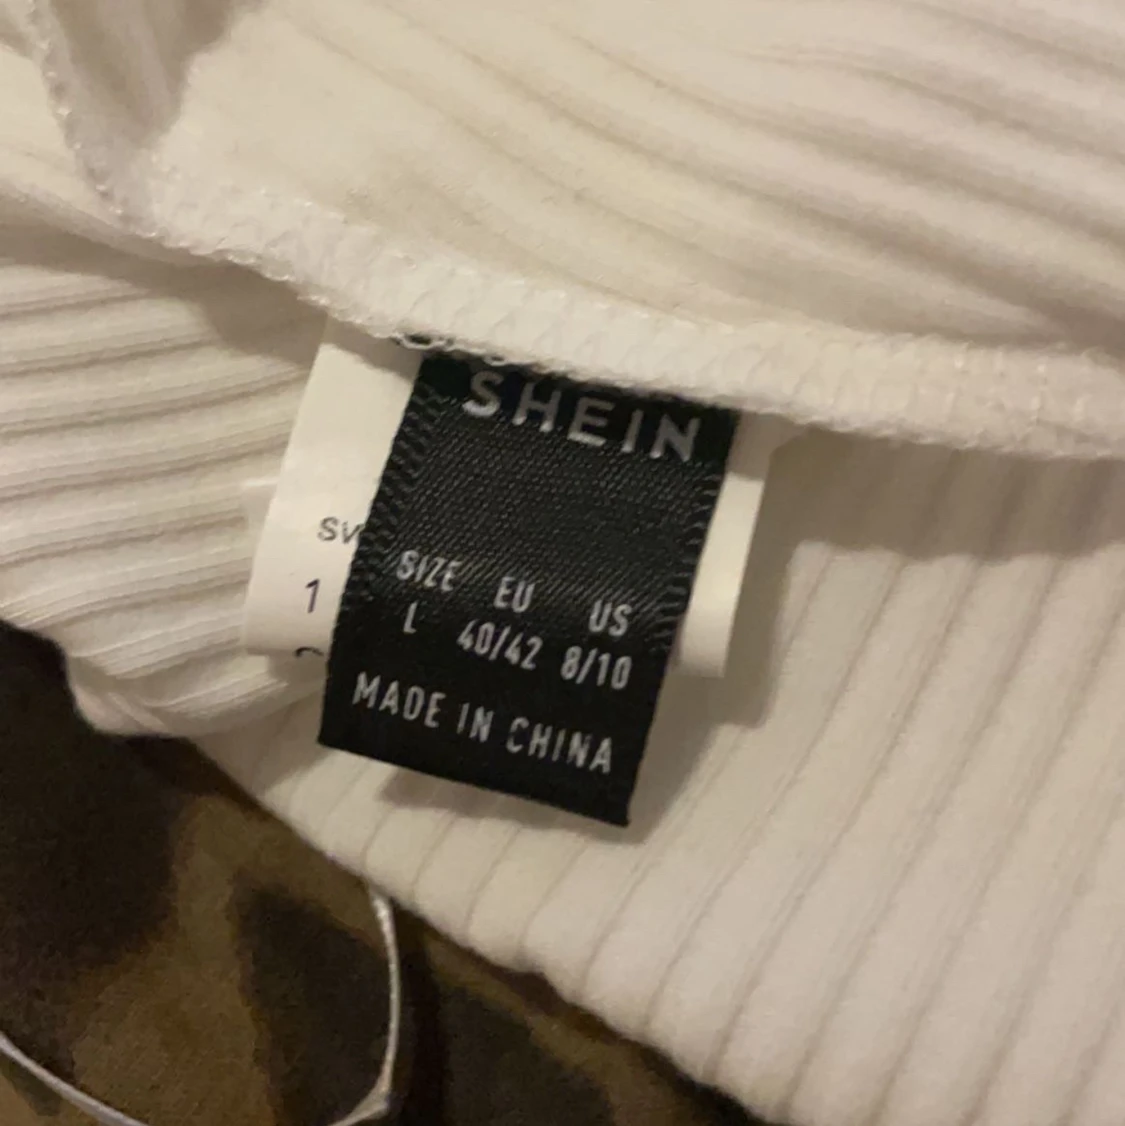 SHEIN
SIZE EU US
L 40/42 8/10
MADE IN CHINA
1